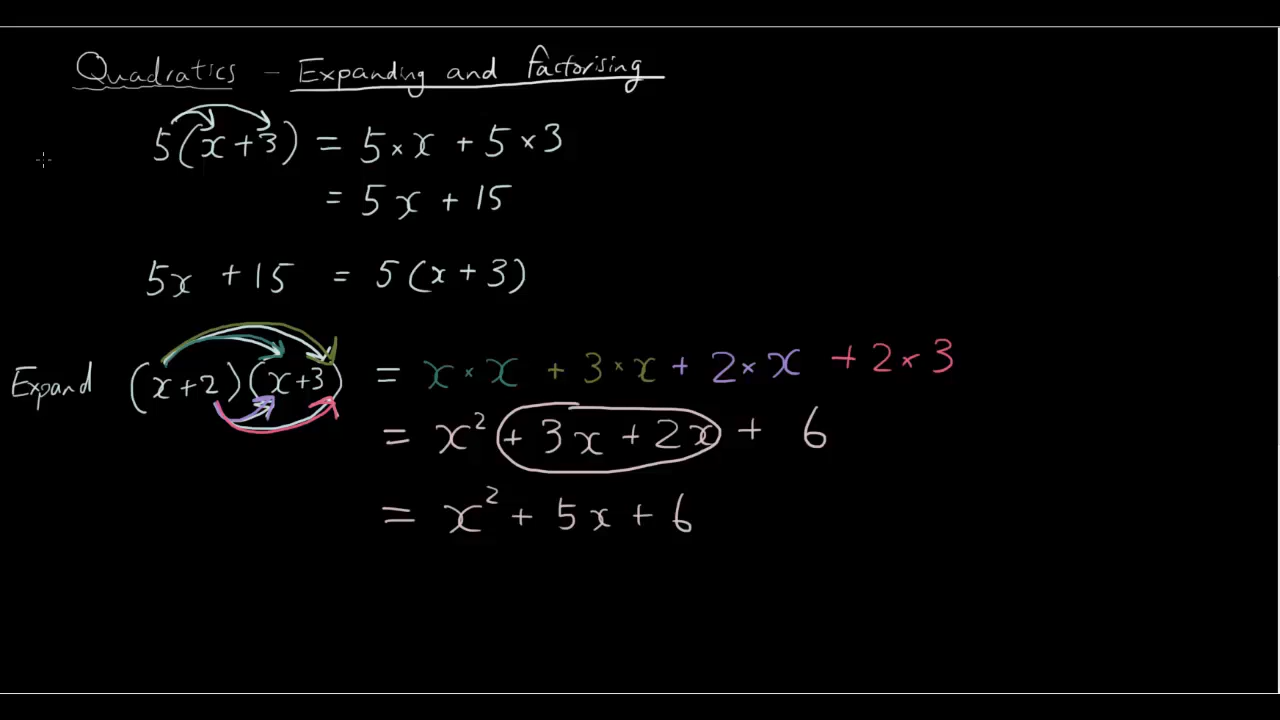 Quadratics - Expanding and Factorising
5(x+3) = 5×x + 5×3
= 5x + 15
5x + 15 = 5(x+3)
Expand (x+2)(x+3) = x×x + 3×x + 2×x + 2×3
= x² + 3x + 2x + 6
= x² + 5x + 6